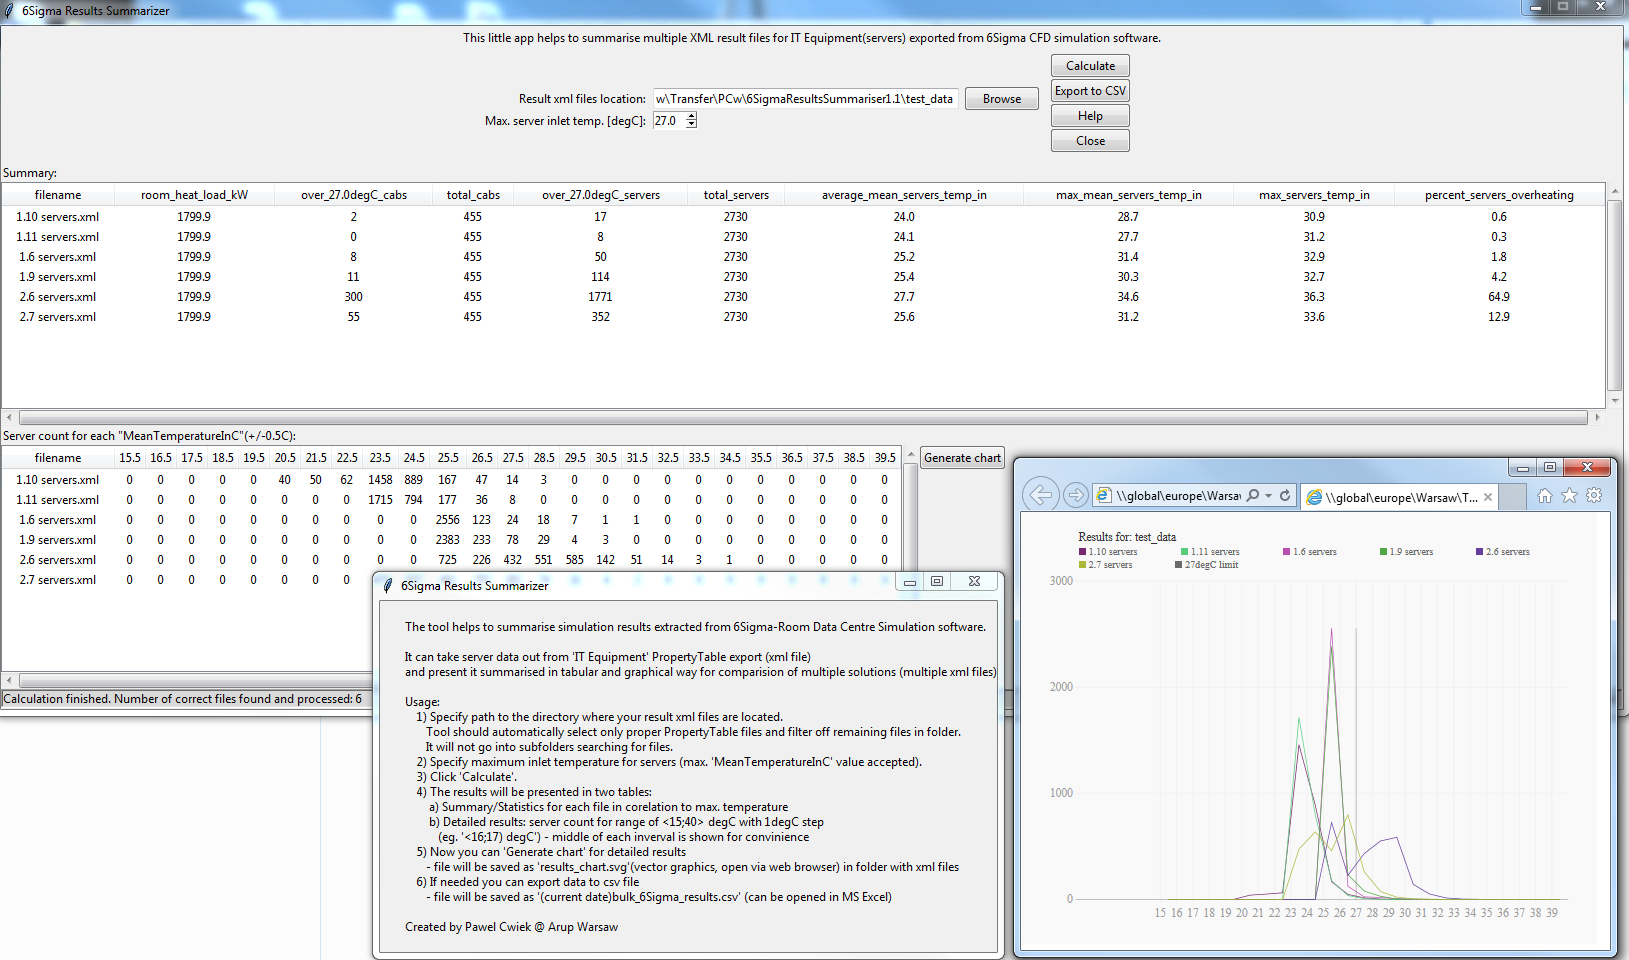 6Sigma Results Summarizer
This little app helps to summarise multiple XML result files for IT Equipment(servers) exported from 6Sigma CFD simulation software.
Calculate
Result xml files location: w\Transfer\PCw\6SigmaResultsSummariser1.1\test_data Browse Export to CSV
Max. server inlet temp. [degC]: 27.0 Help
Close
Summary:
filename room_heat_load_kW over_27.0degC_cabs total_cabs over_27.0degC_servers total_servers average_mean_servers_temp_in max_mean_servers_temp_in max_servers_temp_in percent_servers_overheating
1.10 servers.xml 1799.9 2 455 17 2730 24.0 28.7 30.9 0.6
1.11 servers.xml 1799.9 0 455 8 2730 24.1 27.7 31.2 0.3
1.6 servers.xml 1799.9 8 455 50 2730 25.2 31.4 32.9 1.8
1.9 servers.xml 1799.9 11 455 114 2730 25.4 30.3 32.7 4.2
2.6 servers.xml 1799.9 300 455 1771 2730 27.7 34.6 36.3 64.9
2.7 servers.xml 1799.9 55 455 352 2730 25.6 31.2 33.6 12.9
Server count for each "MeanTemperatureInC"(+/-0.5C):
filename 15.5 16.5 17.5 18.5 19.5 20.5 21.5 22.5 23.5 24.5 25.5 26.5 27.5 28.5 29.5 30.5 31.5 32.5 33.5 34.5 35.5 36.5 37.5 38.5 39.5
1.10 servers.xml 0 0 0 0 0 40 50 62 1458 889 167 47 14 3 0 0 0 0 0 0 0 0 0 0 0
1.11 servers.xml 0 0 0 0 0 0 0 0 1715 794 177 36 8 0 0 0 0 0 0 0 0 0 0 0 0
1.6 servers.xml 0 0 0 0 0 0 0 0 0 0 2556 123 24 18 7 1 1 0 0 0 0 0 0 0 0
1.9 servers.xml 0 0 0 0 0 0 0 0 0 0 2383 233 78 29 4 3 0 0 0 0 0 0 0 0 0
2.6 servers.xml 0 0 0 0 0 0 0 0 0 0 725 226 432 551 585 142 51 14 3 1 0 0 0 0 0
2.7 servers.xml 0 0 0 0 0 0 0 0
Generate chart
Calculation finished. Number of correct files found and processed: 6
6Sigma Results Summarizer
The tool helps to summarise simulation results extracted from 6Sigma-Room Data Centre Simulation software.
It can take server data out from 'IT Equipment' PropertyTable export (xml file)
and present it summarised in tabular and graphical way for comparision of multiple solutions (multiple xml files)
Usage:
1) Specify path to the directory where your result xml files are located.
Tool should automatically select only proper PropertyTable files and filter off remaining files in folder.
It will not go into subfolders searching for files.
2) Specify maximum inlet temperature for servers (max. 'MeanTemperatureInC' value accepted).
3) Click 'Calculate'.
4) The results will be presented in two tables:
a) Summary/Statistics for each file in corelation to max. temperature
b) Detailed results: server count for range of <15;40> degC with 1degC step
(eg. '<16;17) degC') - middle of each inverval is shown for convinience
5) Now you can 'Generate chart' for detailed results
- file will be saved as 'results_chart.svg'(vector graphics, open via web browser) in folder with xml files
6) If needed you can export data to csv file
- file will be saved as '(current date)bulk_6Sigma_results.csv' (can be opened in MS Excel)
Created by Pawel Cwiek @ Arup Warsaw
\\global\europe\Warsav \\global\europe\Warsaw\T...
Results for: test_data
1.10 servers 1.11 servers 1.6 servers 1.9 servers 2.6 servers
2.7 servers 27degC limit
3000
2000
1000
0
15 16 17 18 19 20 21 22 23 24 25 26 27 28 29 30 31 32 33 34 35 36 37 38 39